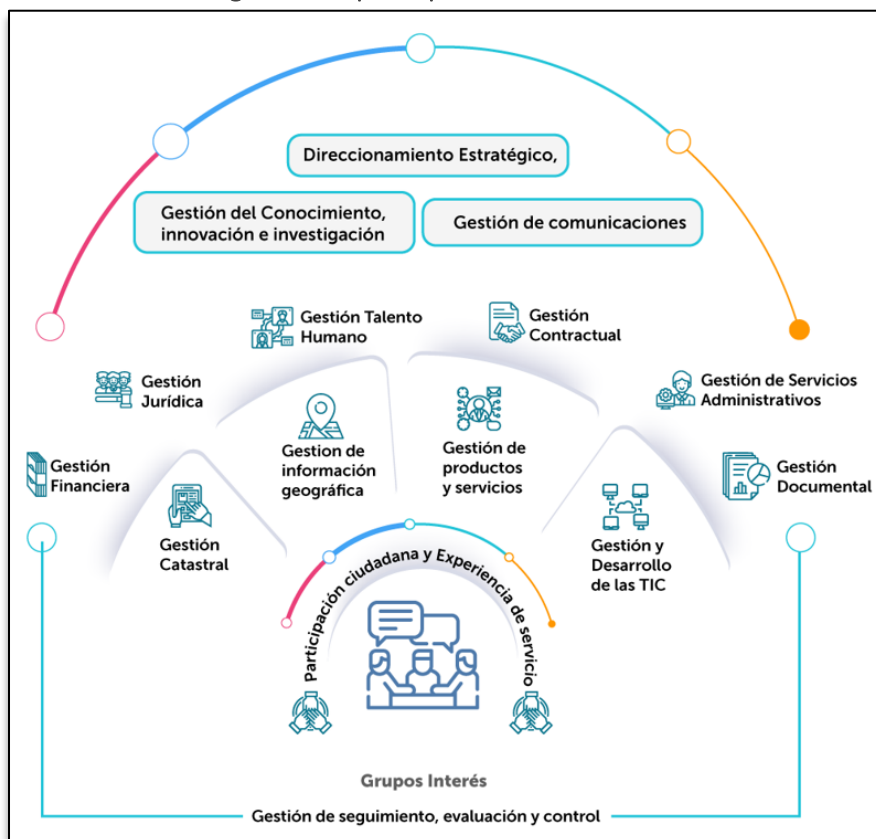 Direccionamiento Estratégico,
Gestión del Conocimiento,
innovación e investigación
Gestión de comunicaciones
Gestión Talento
Humano
Gestión
Contractual
Gestión
Jurídica
Gestión de Servicios
Administrativos
Gestión
Financiera
Gestion de
información
geográfica
Gestión de
productos
y servicios
Gestión
Documental
Gestión
Catastral
Gestión y
Desarrollo
de las TIC
Participación ciudadana y Experiencia de servicio
Grupos Interés
Gestión de seguimiento, evaluación y control